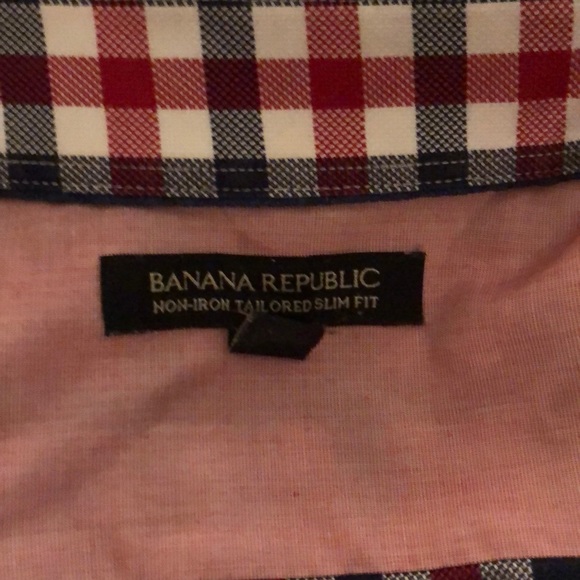 BANANA REPUBLIC
NON-IRON TAILORED SLIM FIT